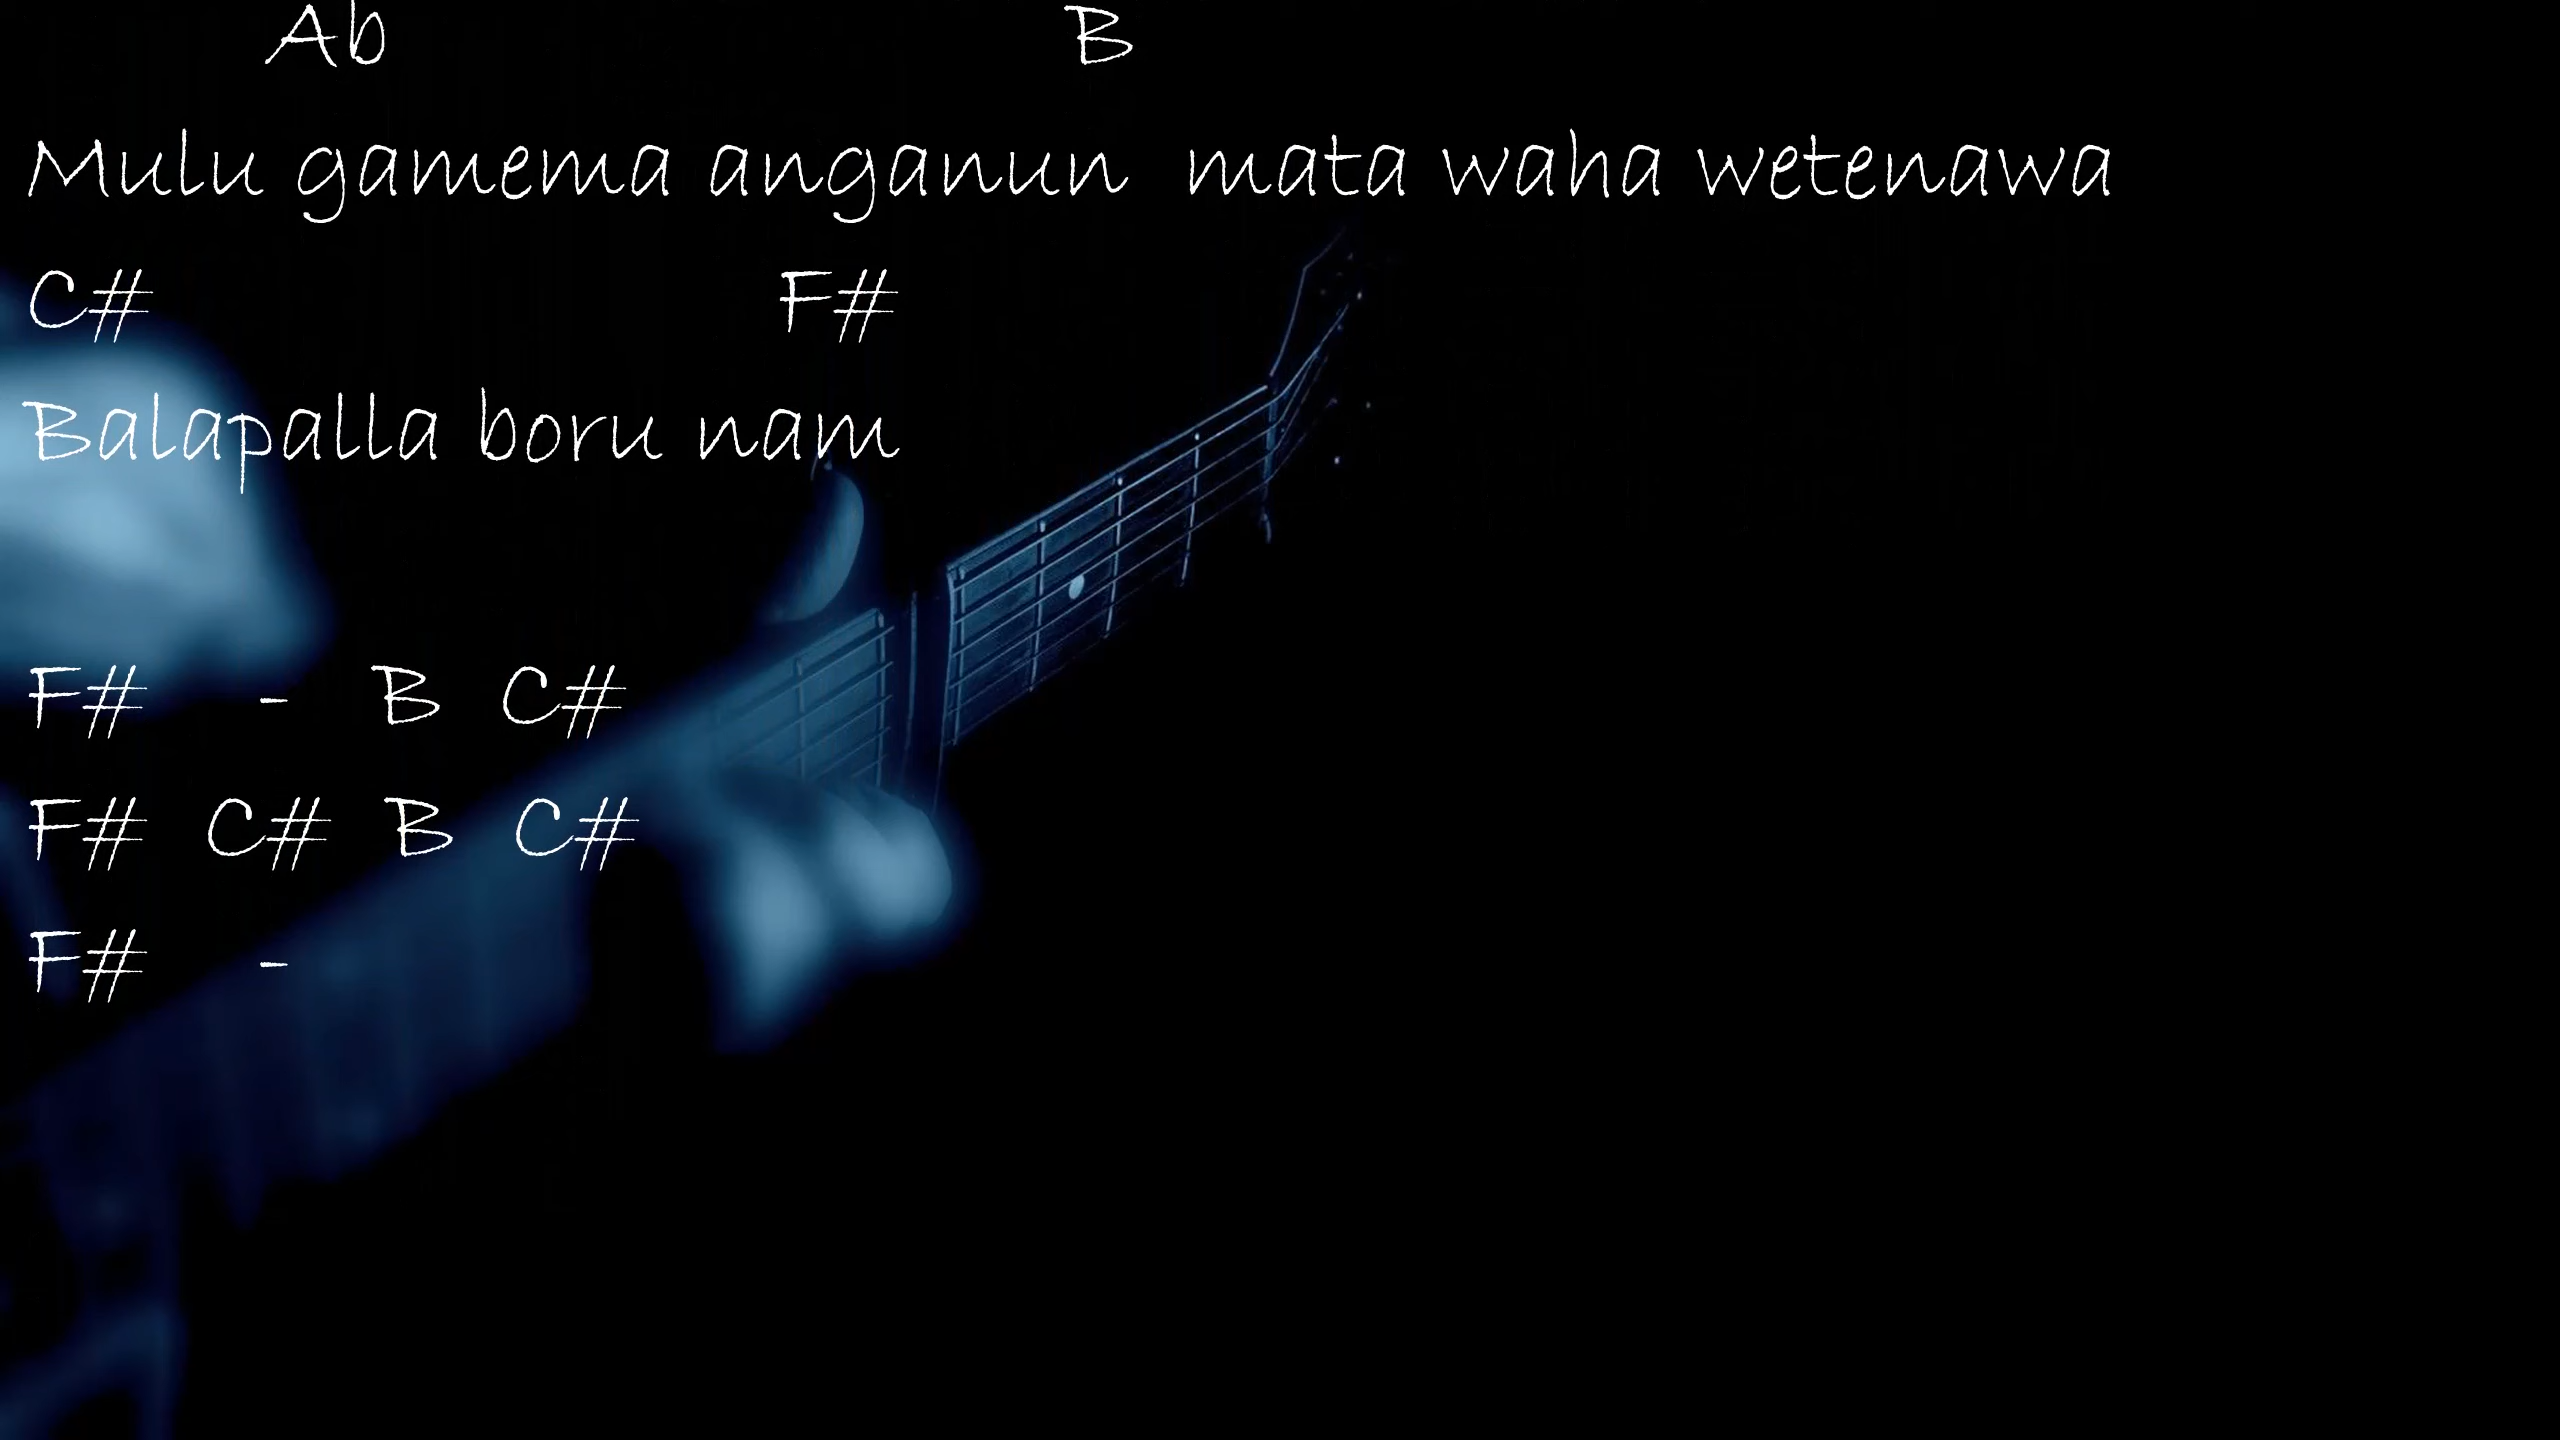 Ab B
Mulu gamema anganun mata waha wetenawa
C# F#
Balapalla boru nam
F# - B C#
F# C# B C#
F# -